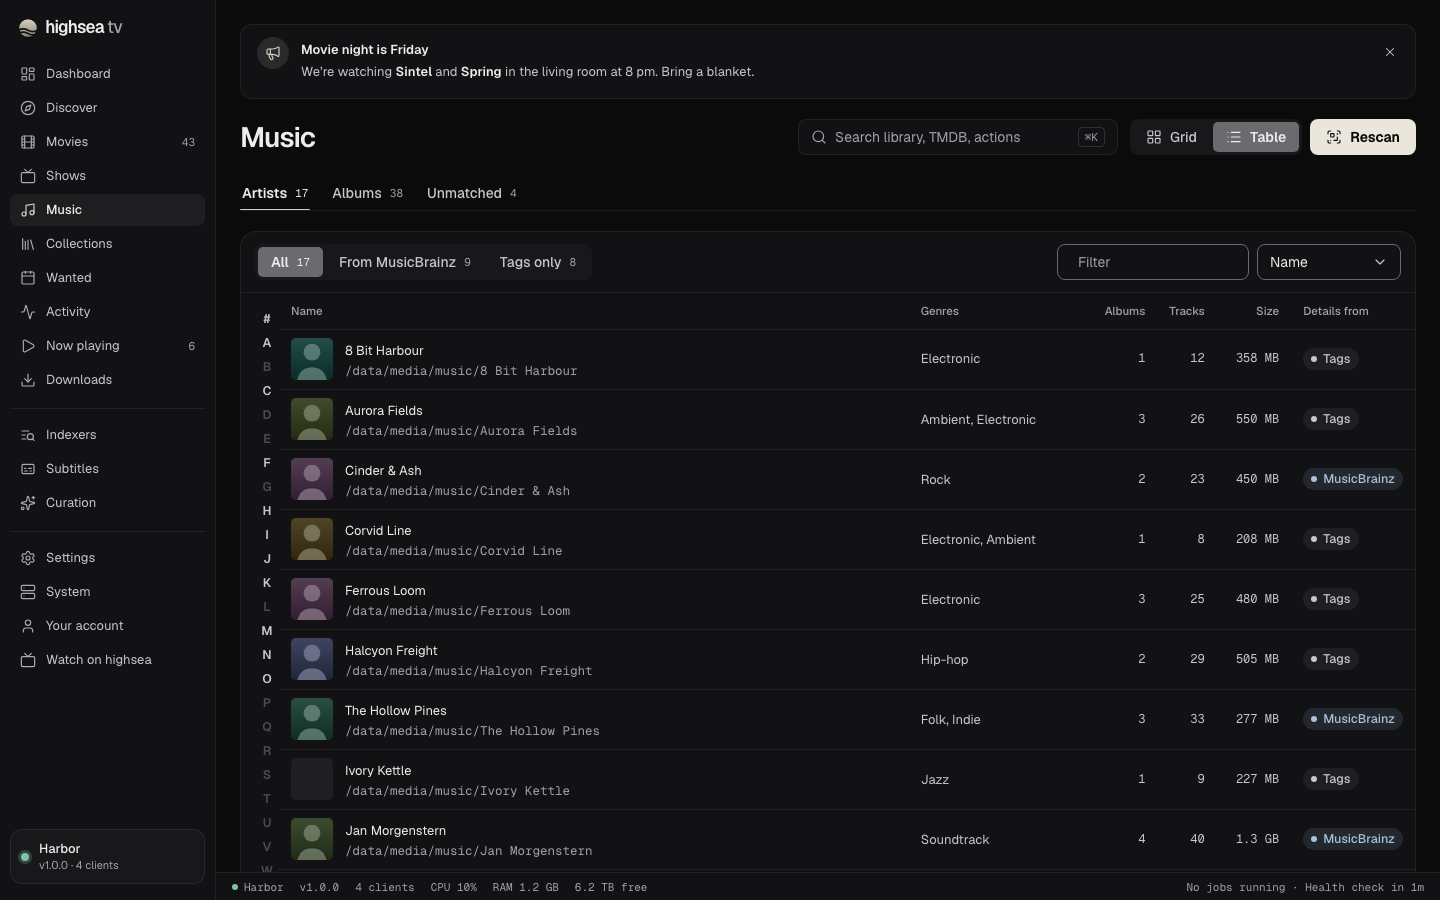 highsea tv
Dashboard
Discover
Movies 43
Shows
Music
Collections
Wanted
Activity
Now playing 6
Downloads
Indexers
Subtitles
Curation
Settings
System
Your account
Watch on highsea
Harbor
v1.0.0 · 4 clients
Movie night is Friday
We're watching Sintel and Spring in the living room at 8 pm. Bring a blanket.
Music
Search library, TMDB, actions ⌘K
Grid
Table
Rescan
Artists 17
Albums 38
Unmatched 4
All 17
From MusicBrainz 9
Tags only 8
Filter
Name
#
A
B
C
D
E
F
G
H
I
J
K
L
M
N
O
P
Q
R
S
T
U
V
W
Name Genres Albums Tracks Size Details from
8 Bit Harbour
/data/media/music/8 Bit Harbour
Electronic 1 12 358 MB Tags
Aurora Fields
/data/media/music/Aurora Fields
Ambient, Electronic 3 26 550 MB Tags
Cinder & Ash
/data/media/music/Cinder & Ash
Rock 2 23 450 MB MusicBrainz
Corvid Line
/data/media/music/Corvid Line
Electronic, Ambient 1 8 208 MB Tags
Ferrous Loom
/data/media/music/Ferrous Loom
Electronic 3 25 480 MB Tags
Halcyon Freight
/data/media/music/Halcyon Freight
Hip-hop 2 29 505 MB Tags
The Hollow Pines
/data/media/music/The Hollow Pines
Folk, Indie 3 33 277 MB MusicBrainz
Ivory Kettle
/data/media/music/Ivory Kettle
Jazz 1 9 227 MB Tags
Jan Morgenstern
/data/media/music/Jan Morgenstern
Soundtrack 4 40 1.3 GB MusicBrainz
Harbor v1.0.0 4 clients CPU 10% RAM 1.2 GB 6.2 TB free
No jobs running · Health check in 1m